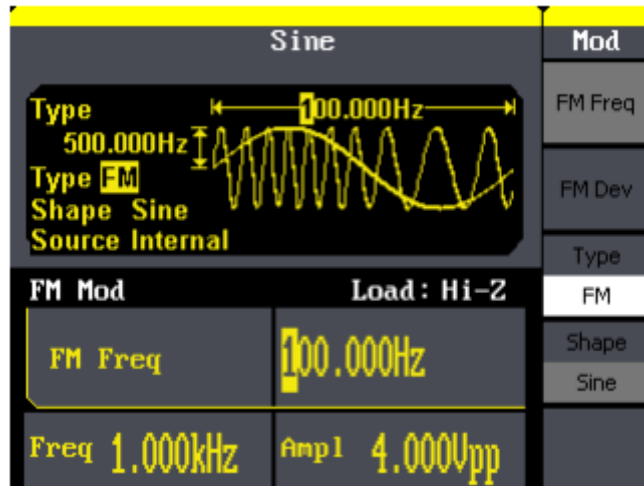 Sine
Mod
Type
100.000Hz
500.000Hz
Type FM
Shape Sine
Source Internal
FM Mod
Load: Hi-Z
FM Freq
100.000Hz
Freq 1.000kHz
Ampl 4.000Vpp
FM Freq
FM Dev
Type
FM
Shape
Sine